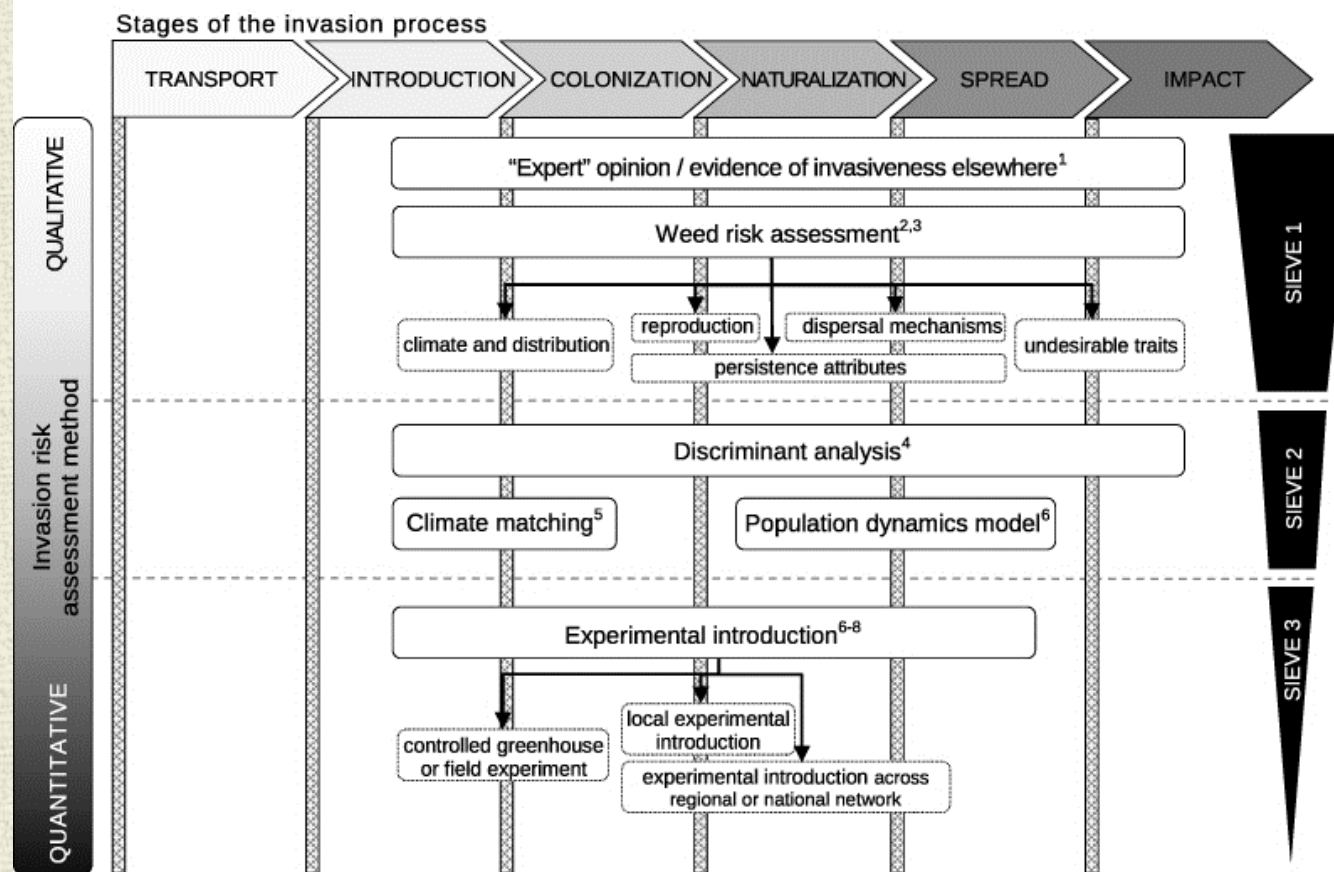 Stages of the invasion process
TRANSPORT
INTRODUCTION
COLONIZATION
NATURALIZATION
SPREAD
IMPACT
QUALITATIVE
Invasion risk
assessment method
QUANTITATIVE
“Expert” opinion / evidence of invasiveness elsewhere1
Weed risk assessment2,3
climate and distribution
reproduction
dispersal mechanisms
persistence attributes
undesirable traits
SIEVE 1
Discriminant analysis4
Climate matching5
Population dynamics model6
SIEVE 2
Experimental introduction6-8
controlled greenhouse
or field experiment
local experimental
introduction
experimental introduction across
regional or national network
SIEVE 3